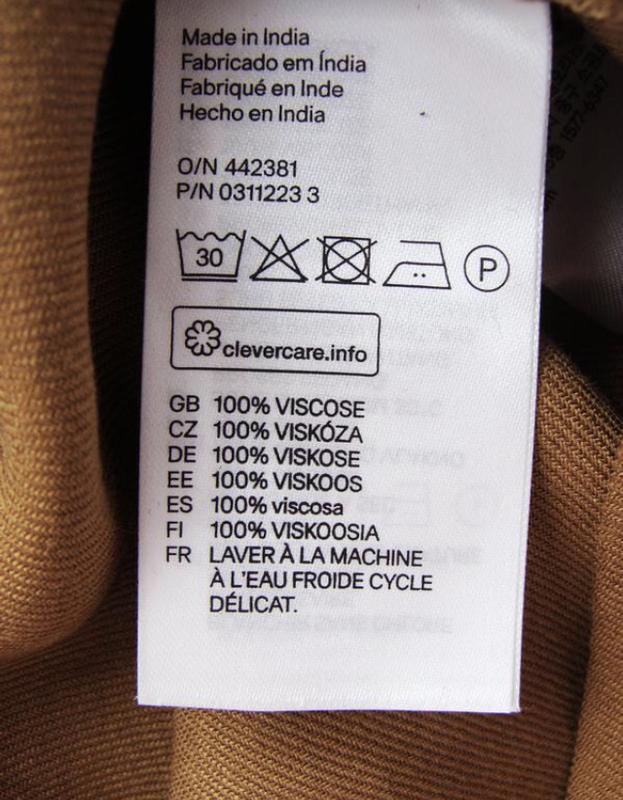 Made in India
Fabricado em Índia
Fabriqué en Inde
Hecho en India
O/N 442381
P/N 0311223 3
30
P
clevercare.info
GB 100% VISCOSE
CZ 100% VISKÓZA
DE 100% VISKOSE
EE 100% VISKOOS
ES 100% viscosa
FI 100% VISKOOSIA
FR LAVER À LA MACHINE
À L'EAU FROIDE CYCLE
DÉLICAT.